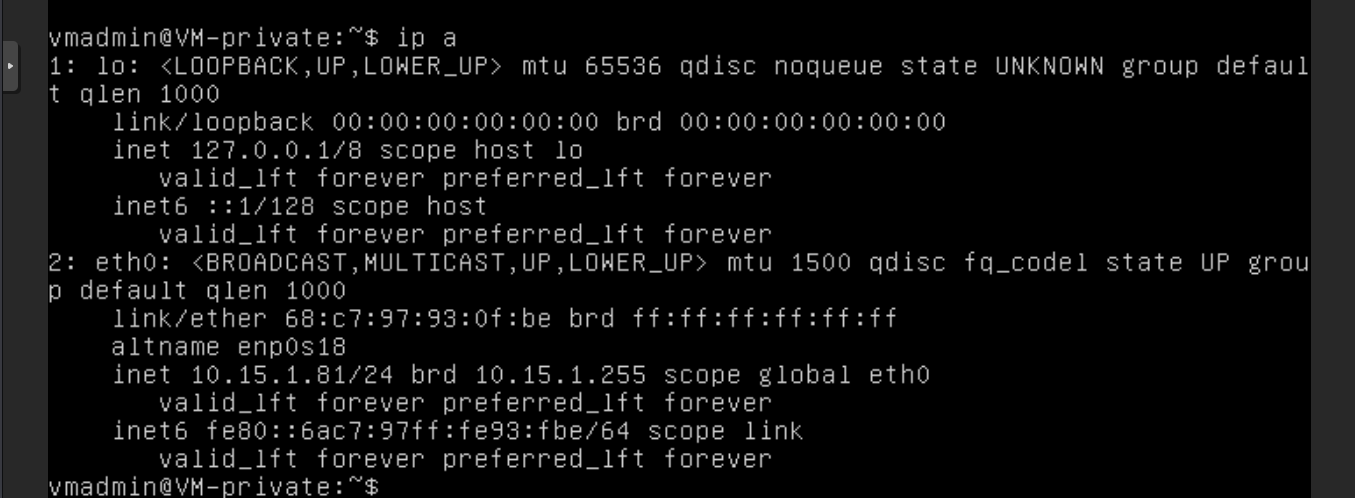 vmadmin@VM-private:~$ ip a
1: lo: <LOOPBACK,UP,LOWER_UP> mtu 65536 qdisc noqueue state UNKNOWN group defaul
t qlen 1000
    link/loopback 00:00:00:00:00:00 brd 00:00:00:00:00:00
    inet 127.0.0.1/8 scope host lo
       valid_lft forever preferred_lft forever
    inet6 ::1/128 scope host
       valid_lft forever preferred_lft forever
2: eth0: <BROADCAST,MULTICAST,UP,LOWER_UP> mtu 1500 qdisc fq_codel state UP grou
p default qlen 1000
    link/ether 68:c7:97:93:0f:be brd ff:ff:ff:ff:ff:ff
    altname enp0s18
    inet 10.15.1.81/24 brd 10.15.1.255 scope global eth0
       valid_lft forever preferred_lft forever
    inet6 fe80::6ac7:97ff:fe93:fbe/64 scope link
       valid_lft forever preferred_lft forever
vmadmin@VM-private:~$